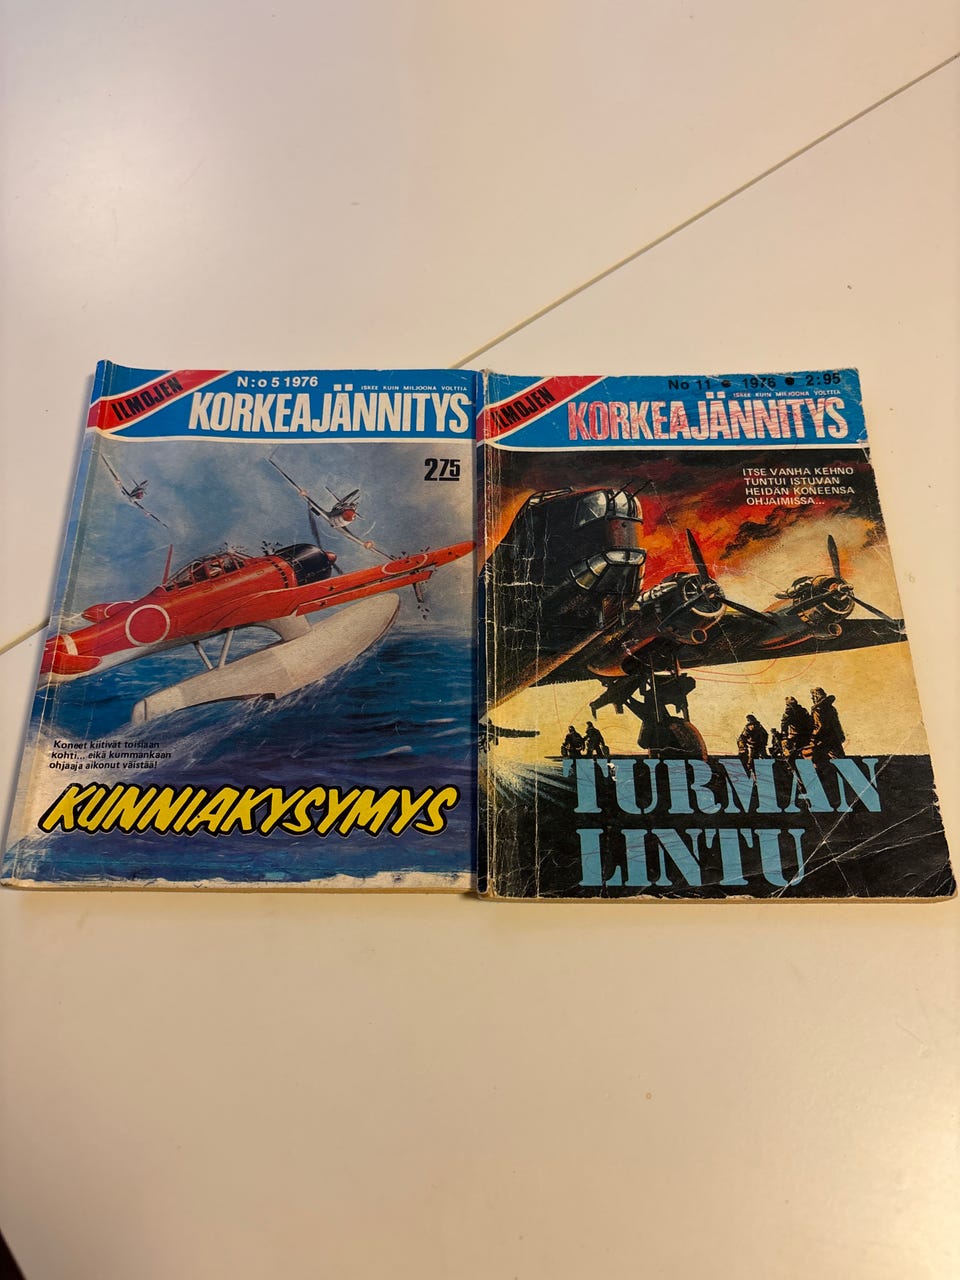 ILMOJEN
N:o 5 1976
ISKEE KUIN MILJOONA VOLTTIA
KORKEAJÄNNITYS
2.75
Koneet kiitivät toisiaan
kohti... eikä kummankaan
ohjaaja aikonut väistää!
KUNNIAKYSYMYS
ILMOJEN
No 11 ● 1976 ● 2:95
ISKEE KUIN MILJOONA VOLTTIA
KORKEAJÄNNITYS
ITSE VANHA KEHNO
TUNTUI ISTUVAN
HEIDÄN KONEENSA
OHJAIMISSA...
TURMAN
LINTU